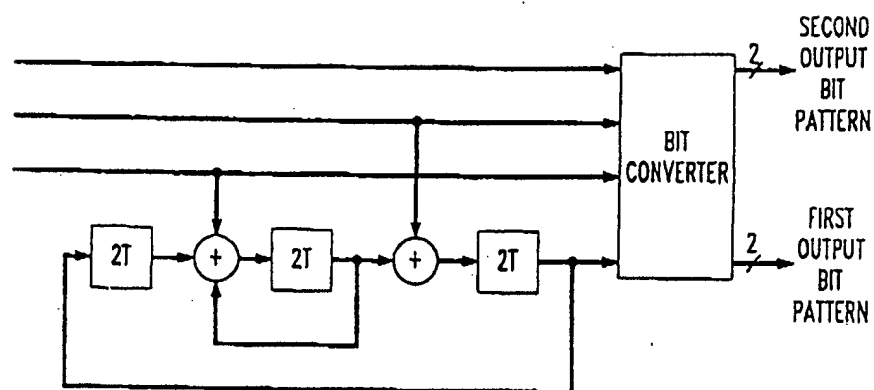 SECOND
2 OUTPUT
BIT
PATTERN
BIT
CONVERTER
FIRST
2 OUTPUT
BIT
PATTERN
2T
+
2T
+
2T